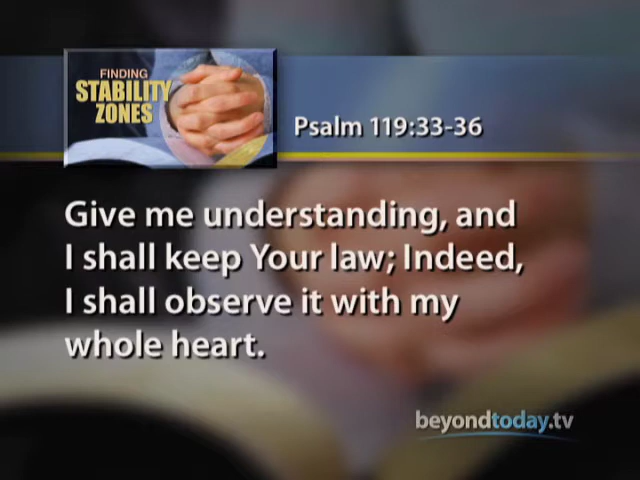 FINDING
STABILITY
ZONES
Psalm 119:33-36
Give me understanding, and
I shall keep Your law; Indeed,
I shall observe it with my
whole heart.
beyondtoday.tv